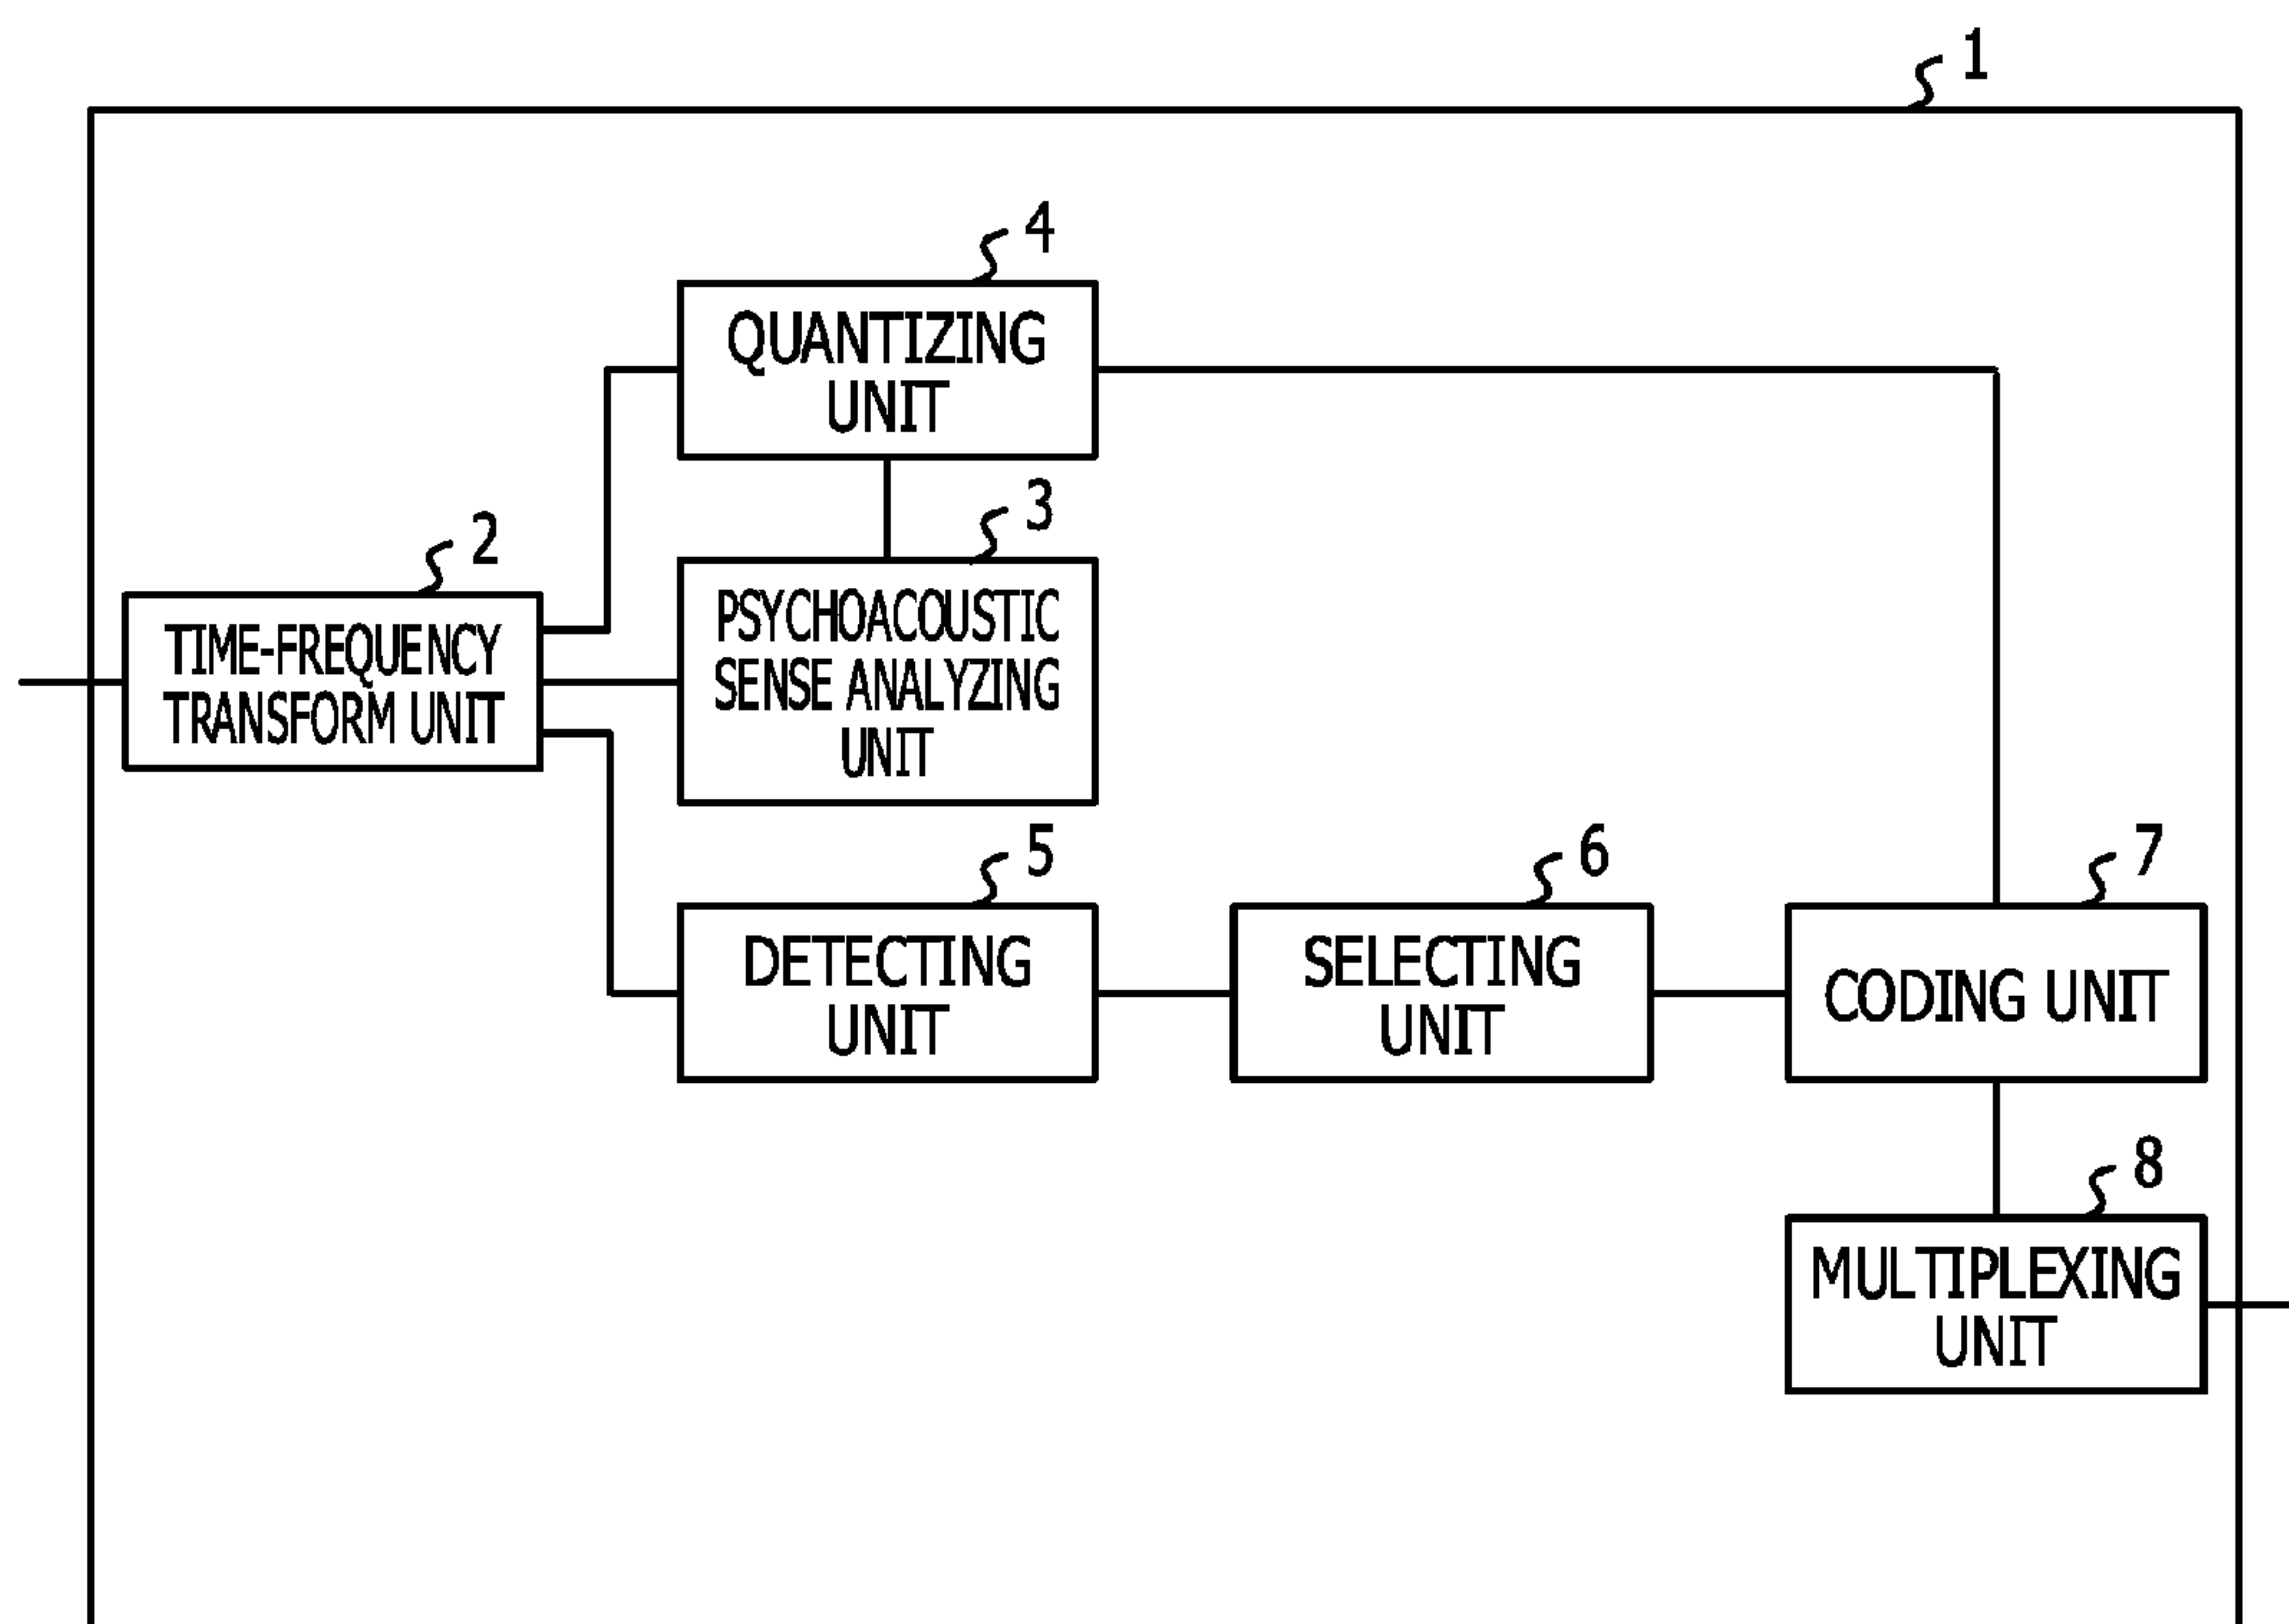 1
4
QUANTIZING
UNIT
3
PSYCHOACOUSTIC
SENSE ANALYZING
UNIT
2
TIME-FREQUENCY
TRANSFORM UNIT
5
DETECTING
UNIT
6
SELECTING
UNIT
7
CODING UNIT
8
MULTIPLEXING
UNIT